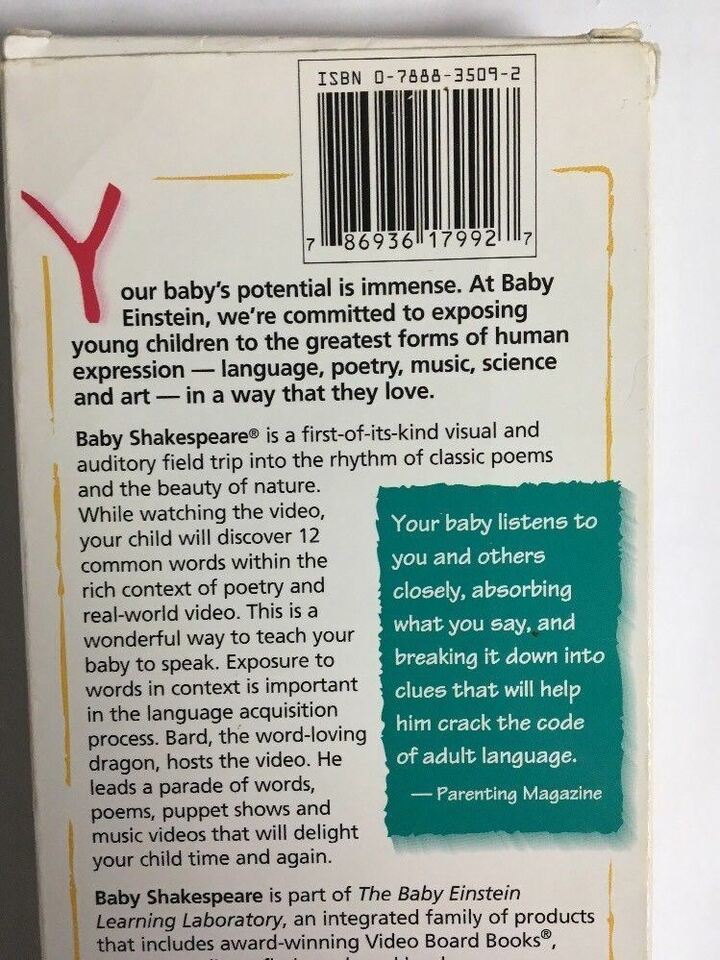 ISBN 0-7888-3509-2
7 86936 17992 7
Your baby's potential is immense. At Baby
Einstein, we're committed to exposing
young children to the greatest forms of human
expression — language, poetry, music, science
and art — in a way that they love.
Baby Shakespeare® is a first-of-its-kind visual and
auditory field trip into the rhythm of classic poems
and the beauty of nature.
While watching the video,
your child will discover 12
common words within the
rich context of poetry and
real-world video. This is a
wonderful way to teach your
baby to speak. Exposure to
words in context is important
in the language acquisition
process. Bard, the word-loving
dragon, hosts the video. He
leads a parade of words,
poems, puppet shows and
music videos that will delight
your child time and again.
Your baby listens to
you and others
closely, absorbing
what you say, and
breaking it down into
clues that will help
him crack the code
of adult language.
— Parenting Magazine
Baby Shakespeare is part of The Baby Einstein
Learning Laboratory, an integrated family of products
that includes award-winning Video Board Books®,